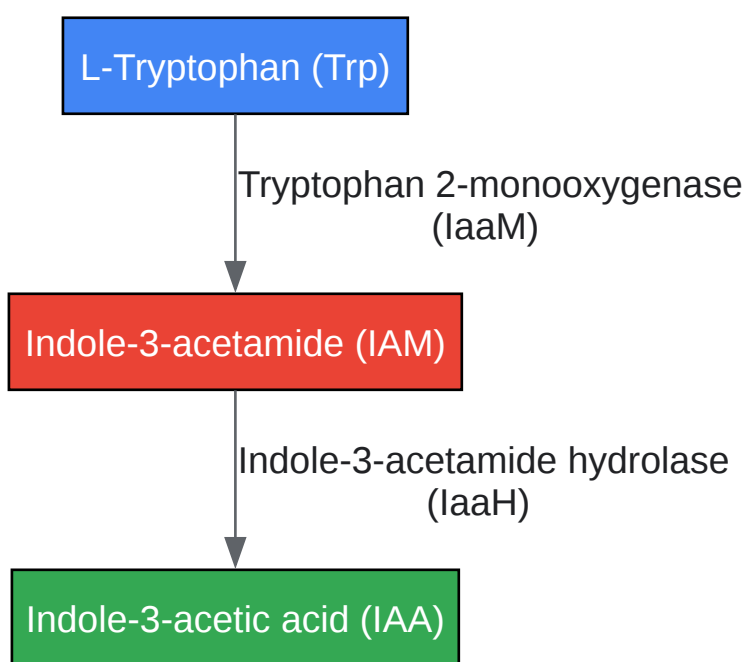 L-Tryptophan (Trp)
Tryptophan 2-monooxygenase
(IaaM)
Indole-3-acetamide (IAM)
Indole-3-acetamide hydrolase
(IaaH)
Indole-3-acetic acid (IAA)